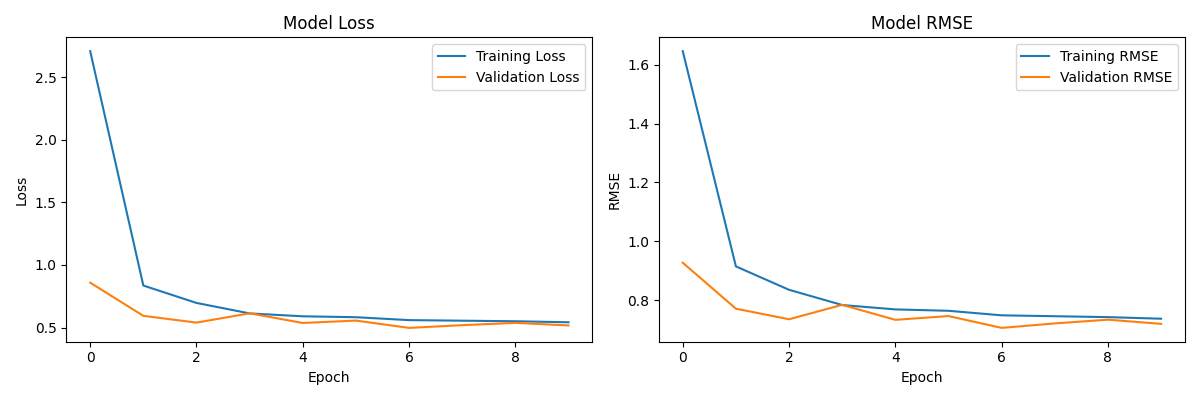 Model Loss
Training Loss
Validation Loss
2.5
2.0
1.5
1.0
0.5
Loss
0 2 4 6 8
Epoch
Model RMSE
Training RMSE
Validation RMSE
1.6
1.4
1.2
1.0
0.8
RMSE
0 2 4 6 8
Epoch